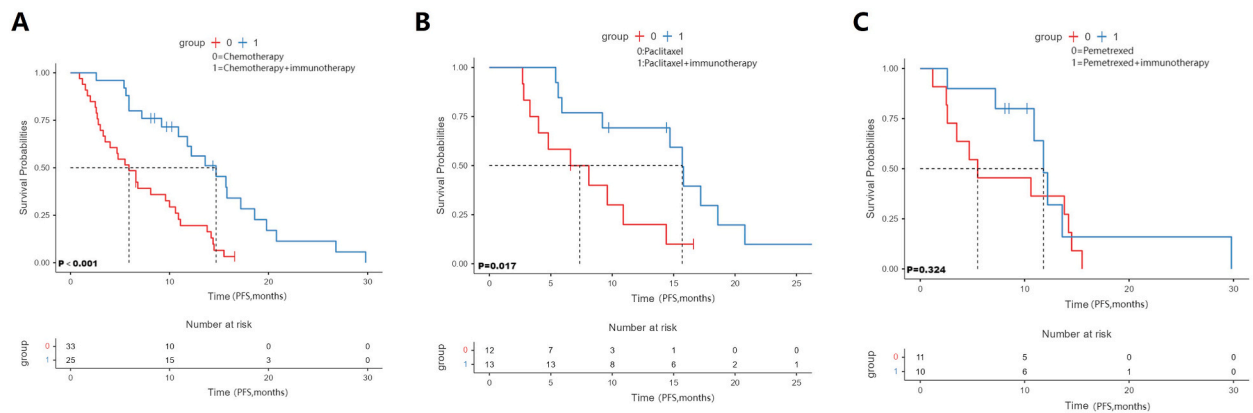 A
group 0 1
0=Chemotherapy
1=Chemotherapy+immunotherapy
1.00
0.75
0.50
0.25
0.00
Survival Probabilities
P<0.001
0 10 20 30
Time (PFS,months)
Number at risk
group
0 33 10 0 0
1 25 15 3 0
0 10 20 30
Time (PFS,months)
B
group 0 1
0:Paclitaxel
1:Paclitaxel+immunotherapy
1.00
0.75
0.50
0.25
0.00
Survival Probabilities
P=0.017
0 5 10 15 20 25
Time (PFS,months)
Number at risk
group
0 12 7 3 1 0 0
1 13 13 8 6 2 1
0 5 10 15 20 25
Time (PFS,months)
C
group 0 1
0=Pemetrexed
1=Pemetrexed+immunotherapy
1.00
0.75
0.50
0.25
0.00
Survival Probabilities
P=0.324
0 10 20 30
Time (PFS,months)
Number at risk
group
0 11 5 0 0
1 10 6 1 0
0 10 20 30
Time (PFS,months)